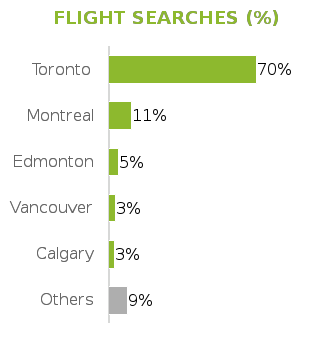 FLIGHT SEARCHES (%)
Toronto 70%
Montreal 11%
Edmonton 5%
Vancouver 3%
Calgary 3%
Others 9%